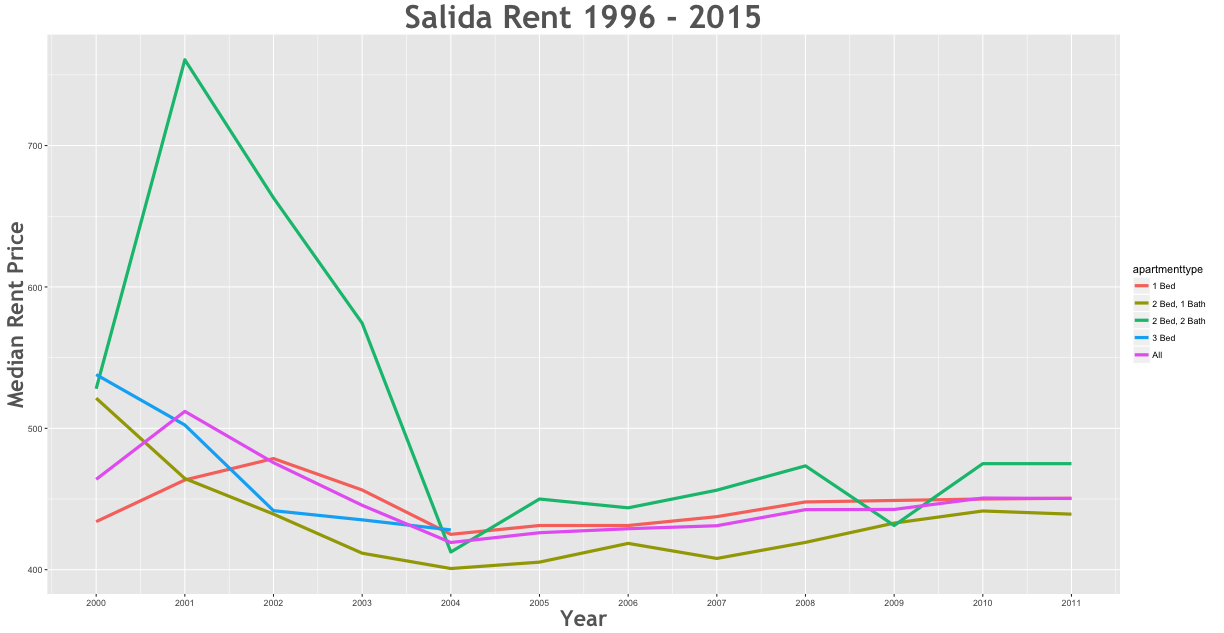 Salida Rent 1996 - 2015
Median Rent Price
700
600
500
400
2000 2001 2002 2003 2004 2005 2006 2007 2008 2009 2010 2011
Year
apartmenttype
1 Bed
2 Bed, 1 Bath
2 Bed, 2 Bath
3 Bed
All